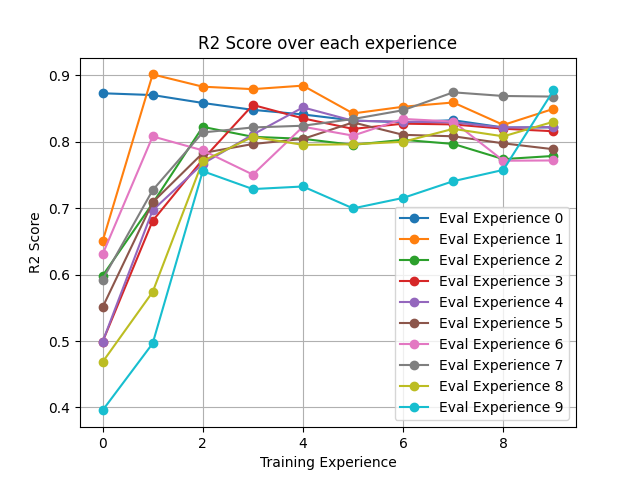 R2 Score over each experience
R2 Score
0.9
0.8
0.7
0.6
0.5
0.4
0 2 4 6 8
Training Experience
Eval Experience 0
Eval Experience 1
Eval Experience 2
Eval Experience 3
Eval Experience 4
Eval Experience 5
Eval Experience 6
Eval Experience 7
Eval Experience 8
Eval Experience 9